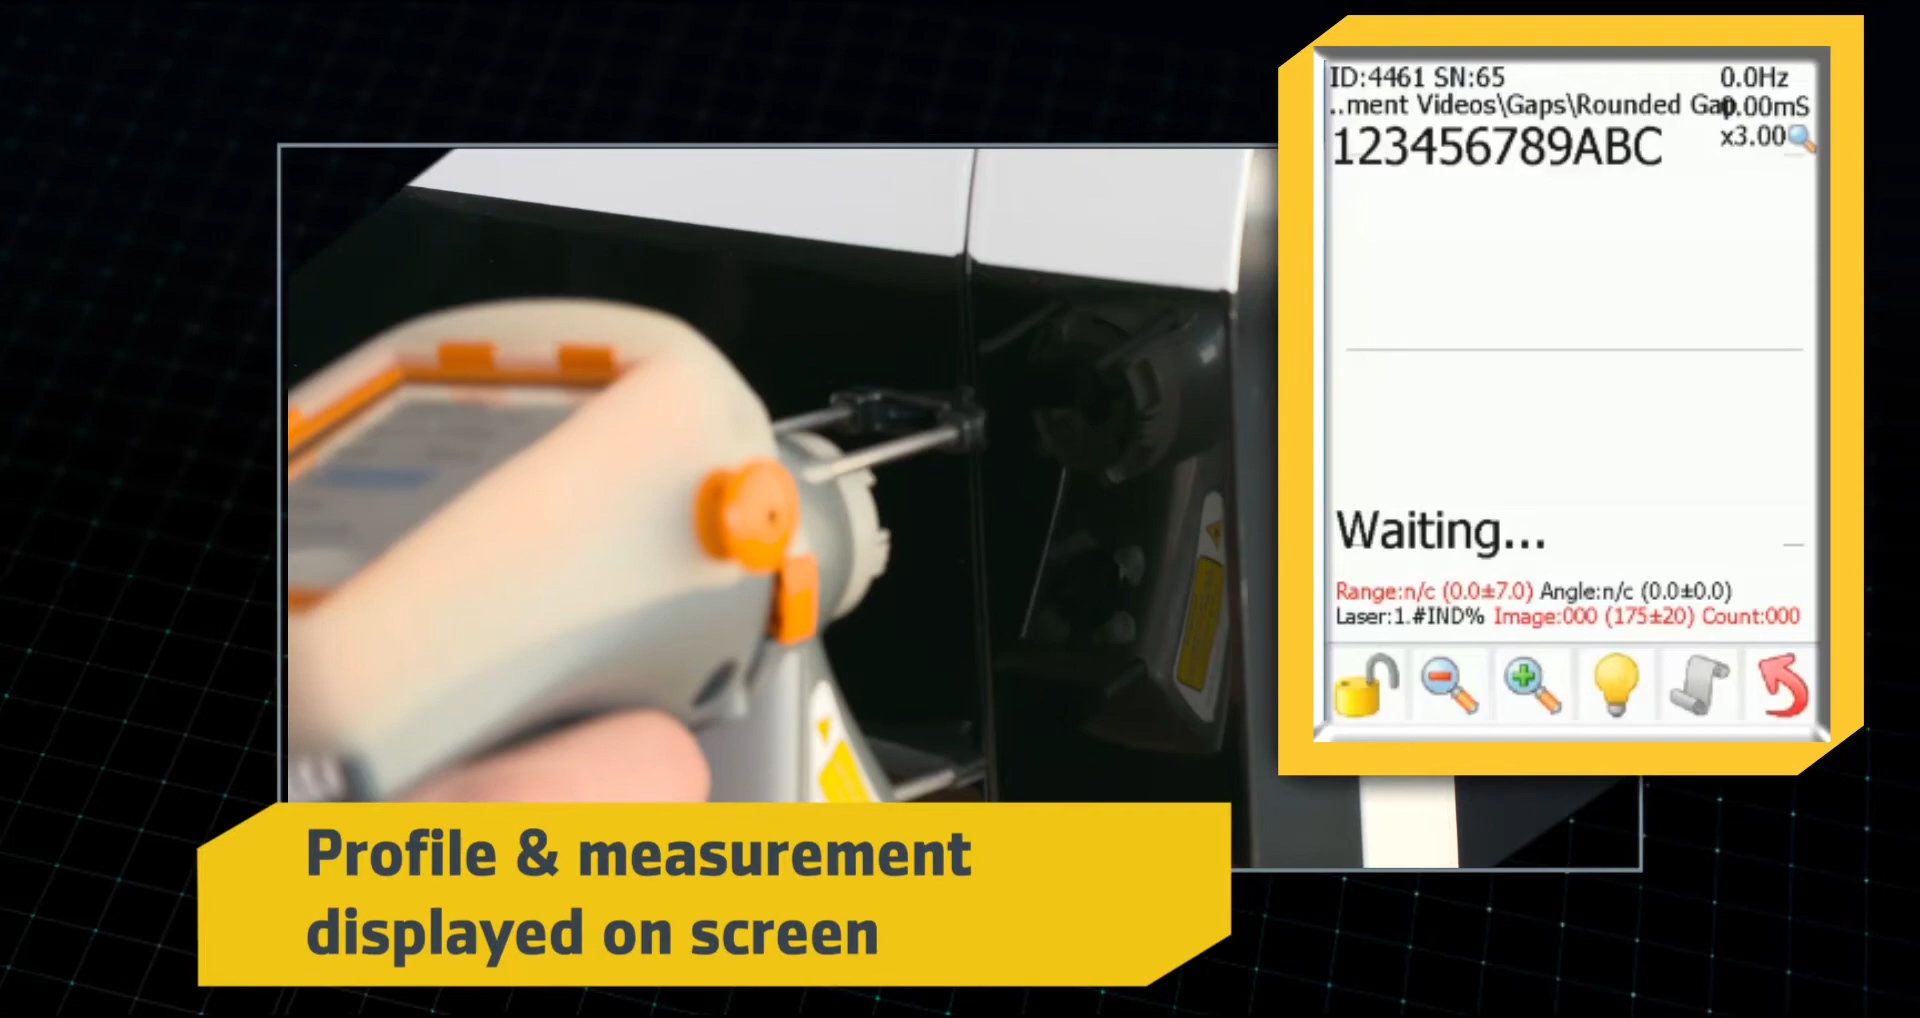 ID:4461 SN:65
0.0Hz
..ment Videos\Gaps\Rounded Gap
0.00mS
123456789ABC
x3.00
Waiting...
Range:n/c (0.0±7.0) Angle:n/c (0.0±0.0)
Laser:1.#IND% Image:000 (175±20) Count:000
Profile & measurement
displayed on screen